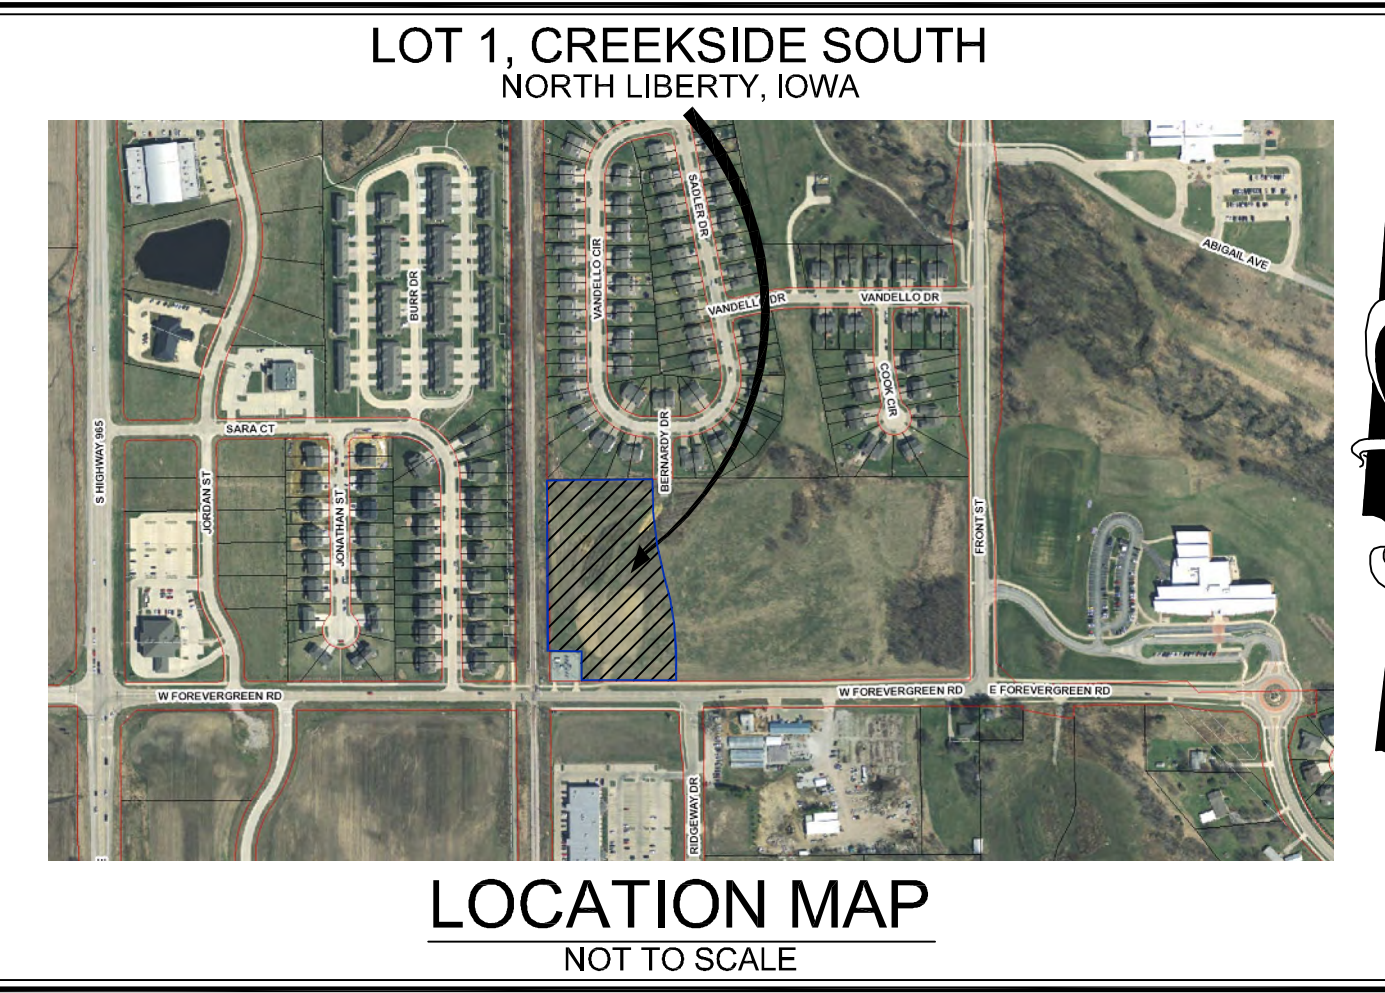 LOT 1, CREEKSIDE SOUTH
NORTH LIBERTY, IOWA
SADLER DR
VANDELLO CIR
ABIGAIL AVE
BURR DR
VANDELLO DR
VANDELLO DR
COOK CIR
S HIGHWAY 965
SARA CT
BERNARDY DR
JORDAN ST
JONATHAN ST
FRONT ST
W FOREVERGREEN RD
W FOREVERGREEN RD
E FOREVERGREEN RD
RIDGEWAY DR
LOCATION MAP
NOT TO SCALE